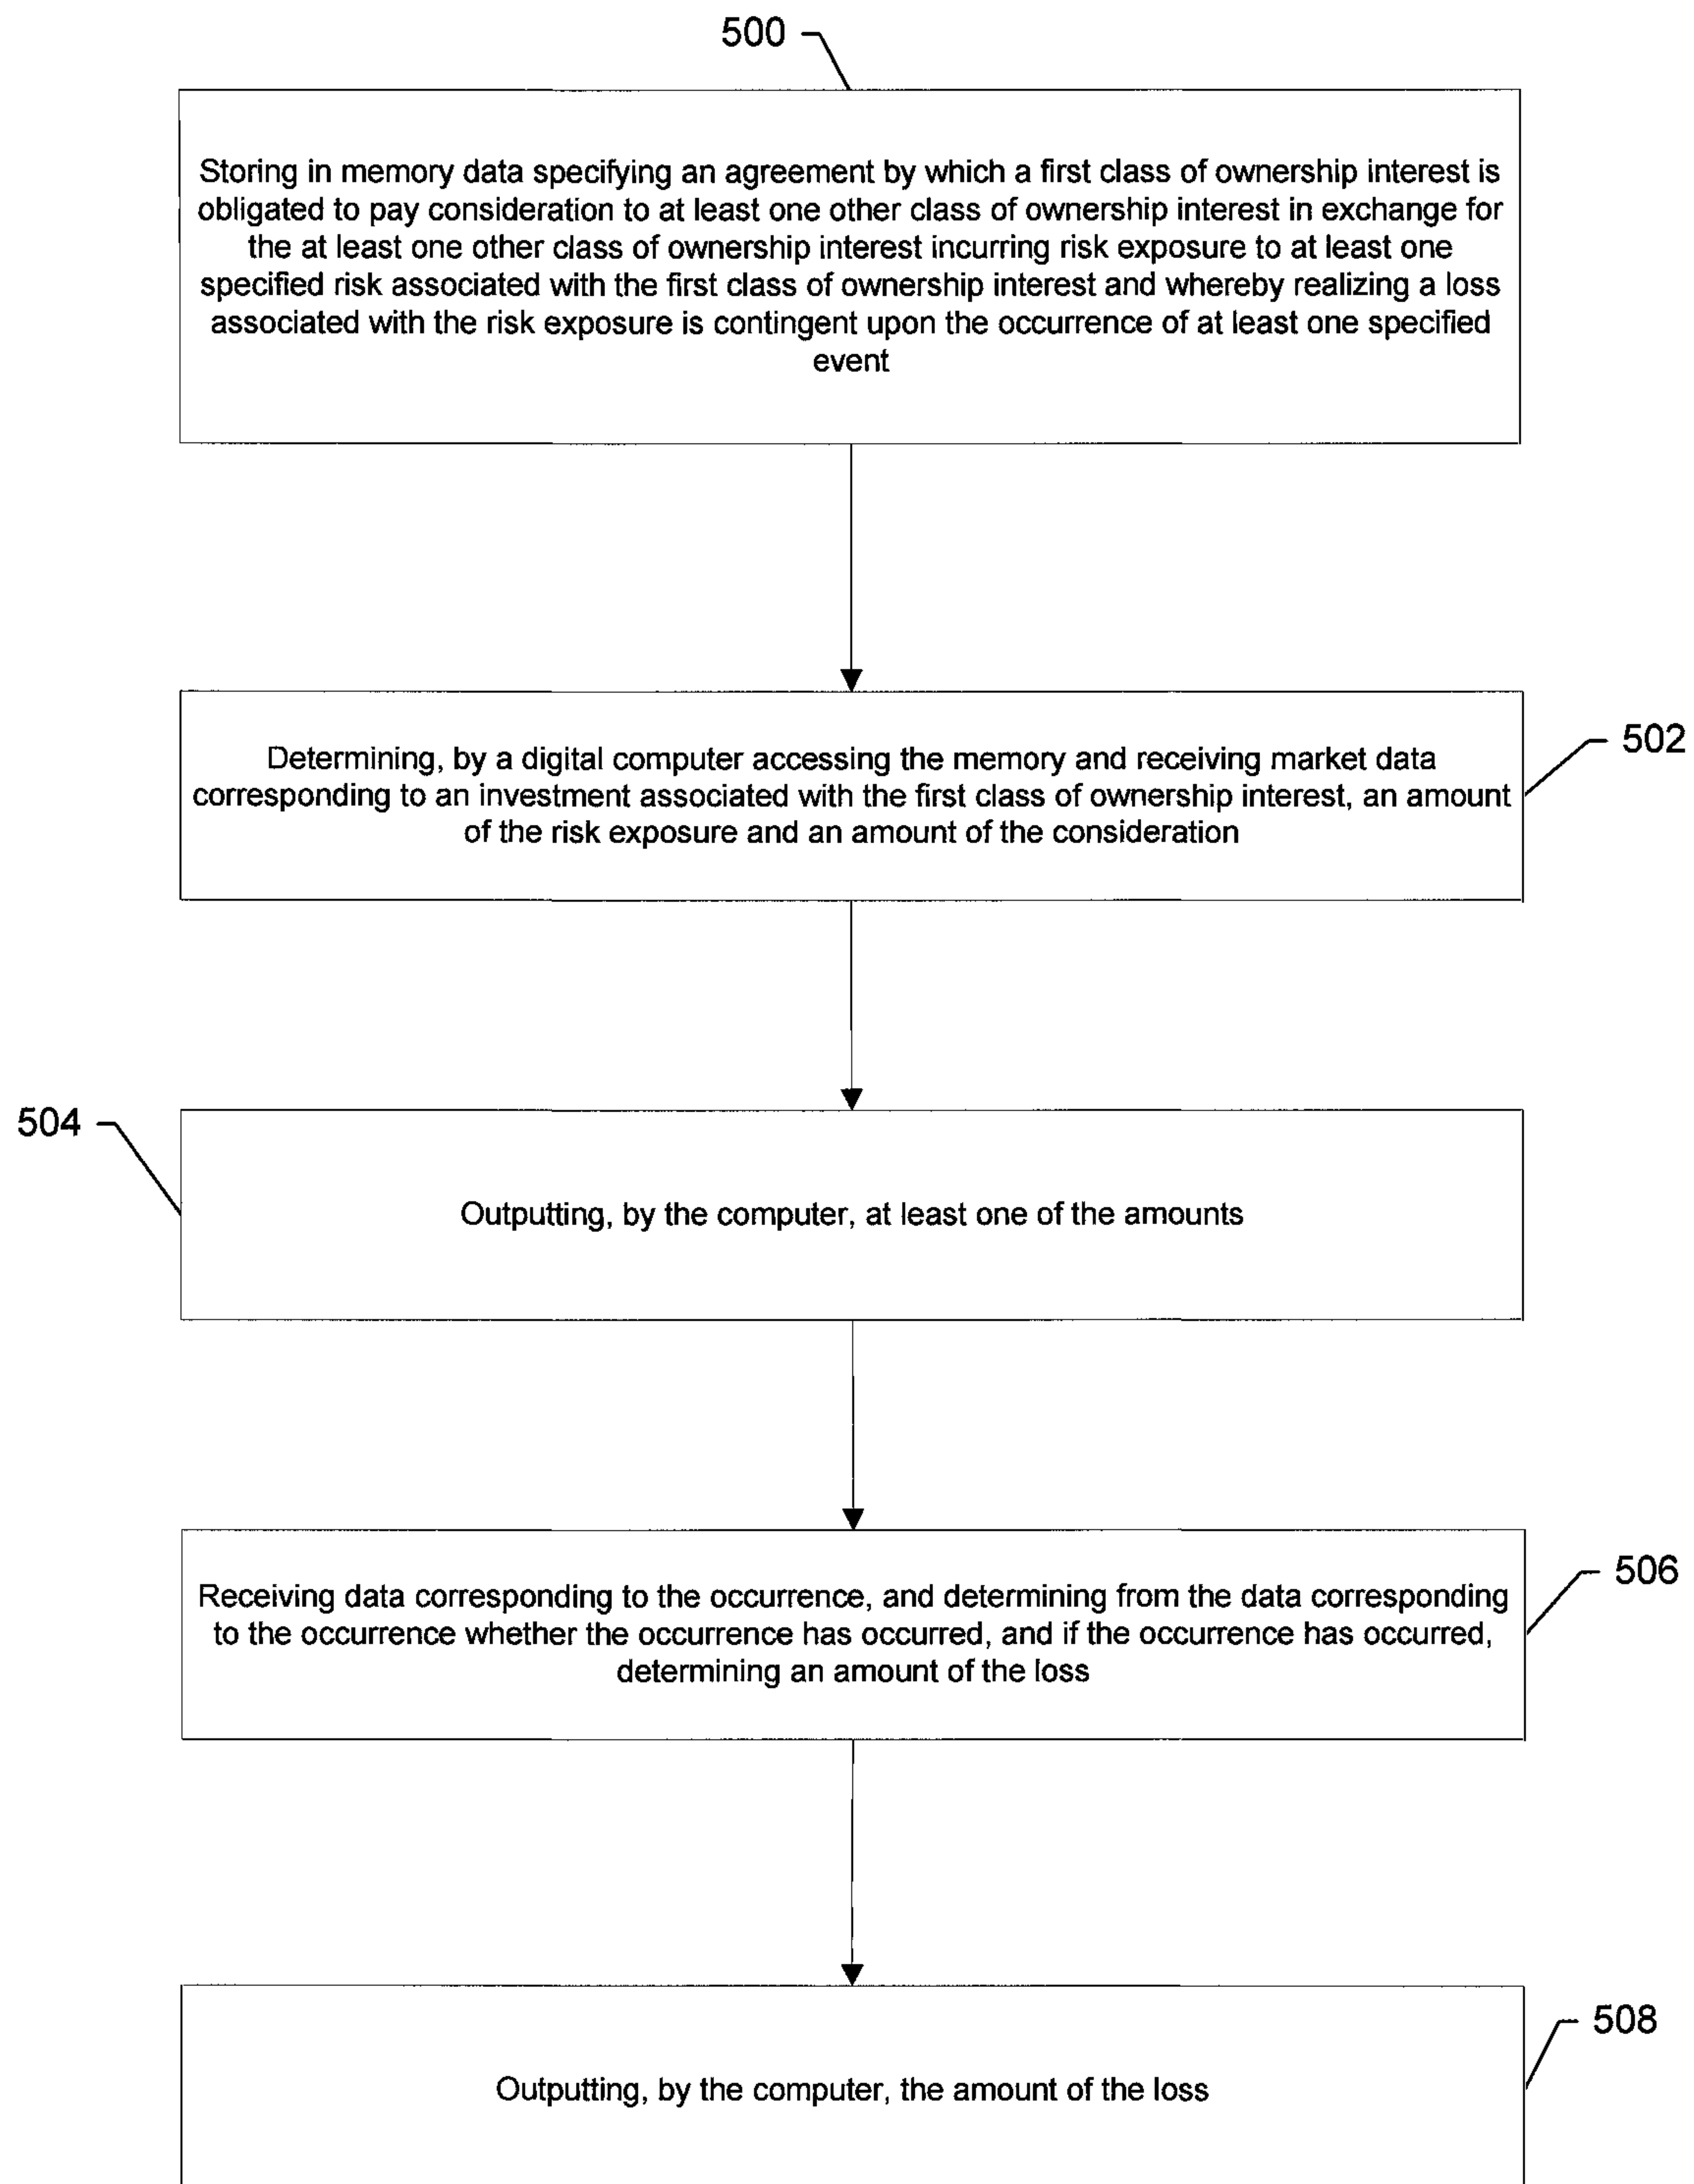 500
Storing in memory data specifying an agreement by which a first class of ownership interest is
obligated to pay consideration to at least one other class of ownership interest in exchange for
the at least one other class of ownership interest incurring risk exposure to at least one
specified risk associated with the first class of ownership interest and whereby realizing a loss
associated with the risk exposure is contingent upon the occurrence of at least one specified
event
502
Determining, by a digital computer accessing the memory and receiving market data
corresponding to an investment associated with the first class of ownership interest, an amount
of the risk exposure and an amount of the consideration
504
Outputting, by the computer, at least one of the amounts
506
Receiving data corresponding to the occurrence, and determining from the data corresponding
to the occurrence whether the occurrence has occurred, and if the occurrence has occurred,
determining an amount of the loss
508
Outputting, by the computer, the amount of the loss